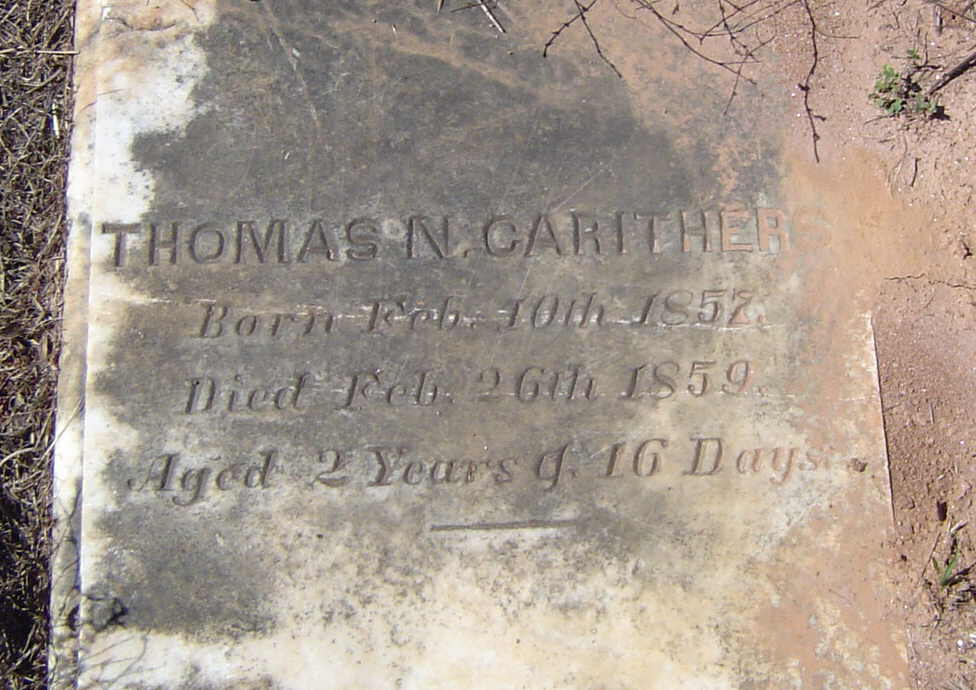 THOMAS N. CARITHERS
Born Feb. 10th 1857.
Died Feb. 26th 1859.
Aged 2 Years & 16 Days.